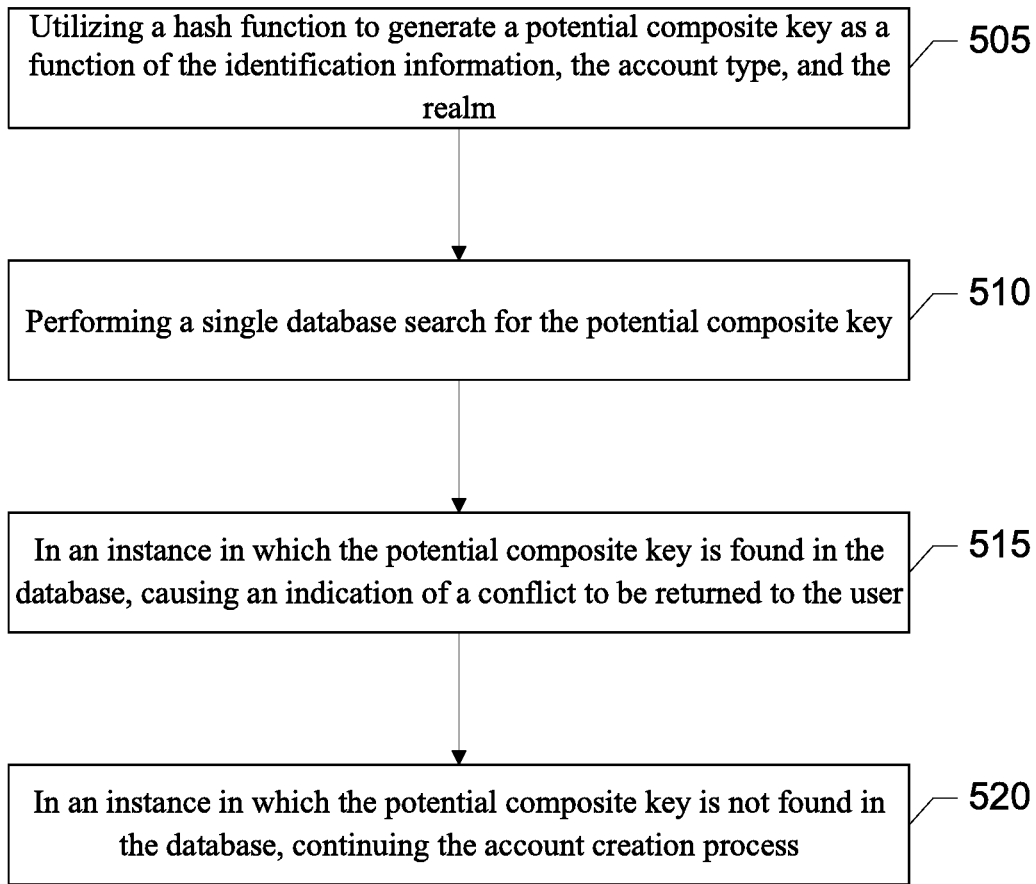 Utilizing a hash function to generate a potential composite key as a
function of the identification information, the account type, and the
realm
505
Performing a single database search for the potential composite key
510
In an instance in which the potential composite key is found in the
database, causing an indication of a conflict to be returned to the user
515
In an instance in which the potential composite key is not found in
the database, continuing the account creation process
520